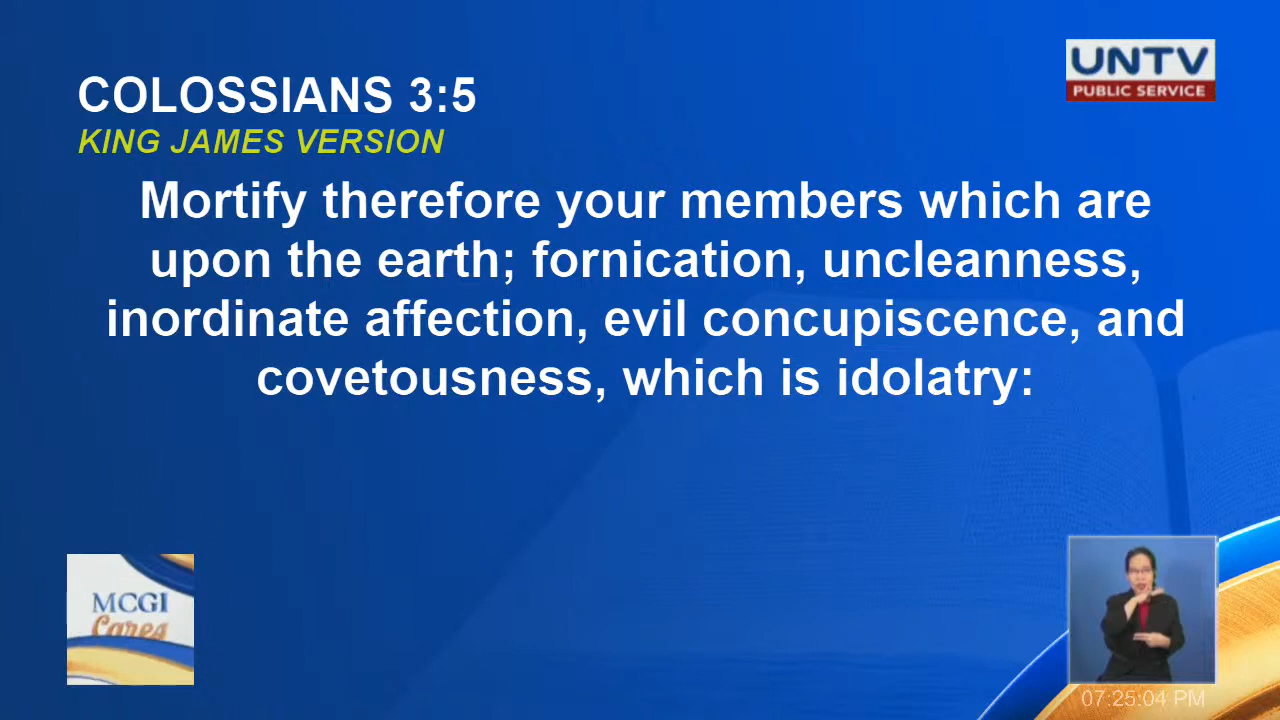 COLOSSIANS 3:5
KING JAMES VERSION
Mortify therefore your members which are
upon the earth; fornication, uncleanness,
inordinate affection, evil concupiscence, and
covetousness, which is idolatry:
UNTV
PUBLIC SERVICE
MCGI
Cares
07:25:04 PM